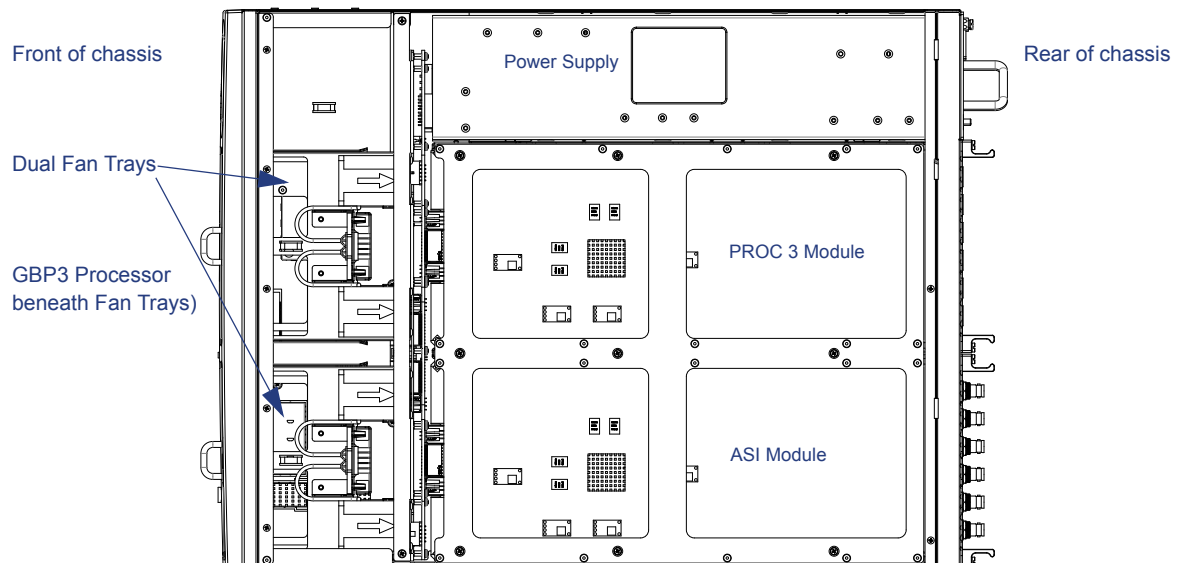 Front of chassis
Power Supply
Rear of chassis
Dual Fan Trays
PROC 3 Module
GBP3 Processor
beneath Fan Trays)
ASI Module